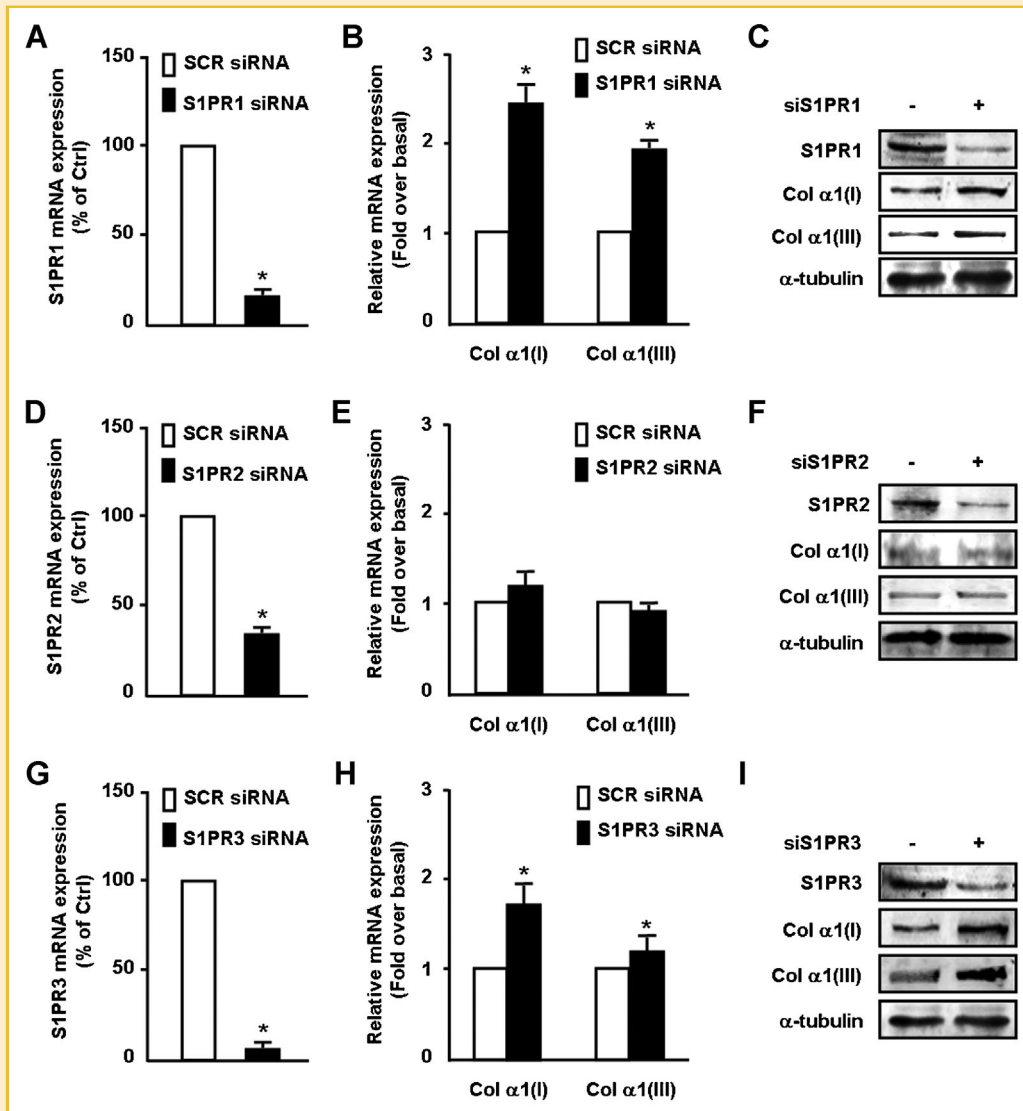 A
S1PR1 mRNA expression
(% of Ctrl)
150
100
50
0
SCR siRNA
S1PR1 siRNA
*
B
Relative mRNA expression
(Fold over basal)
3
2
1
0
SCR siRNA
S1PR1 siRNA
*
*
Col α1(I)
Col α1(III)
C
siS1PR1 - +
S1PR1
Col α1(I)
Col α1(III)
α-tubulin
D
S1PR2 mRNA expression
(% of Ctrl)
150
100
50
0
SCR siRNA
S1PR2 siRNA
*
E
Relative mRNA expression
(Fold over basal)
3
2
1
0
SCR siRNA
S1PR2 siRNA
Col α1(I)
Col α1(III)
F
siS1PR2 - +
S1PR2
Col α1(I)
Col α1(III)
α-tubulin
G
S1PR3 mRNA expression
(% of Ctrl)
150
100
50
0
SCR siRNA
S1PR3 siRNA
*
H
Relative mRNA expression
(Fold over basal)
3
2
1
0
SCR siRNA
S1PR3 siRNA
*
*
Col α1(I)
Col α1(III)
I
siS1PR3 - +
S1PR3
Col α1(I)
Col α1(III)
α-tubulin